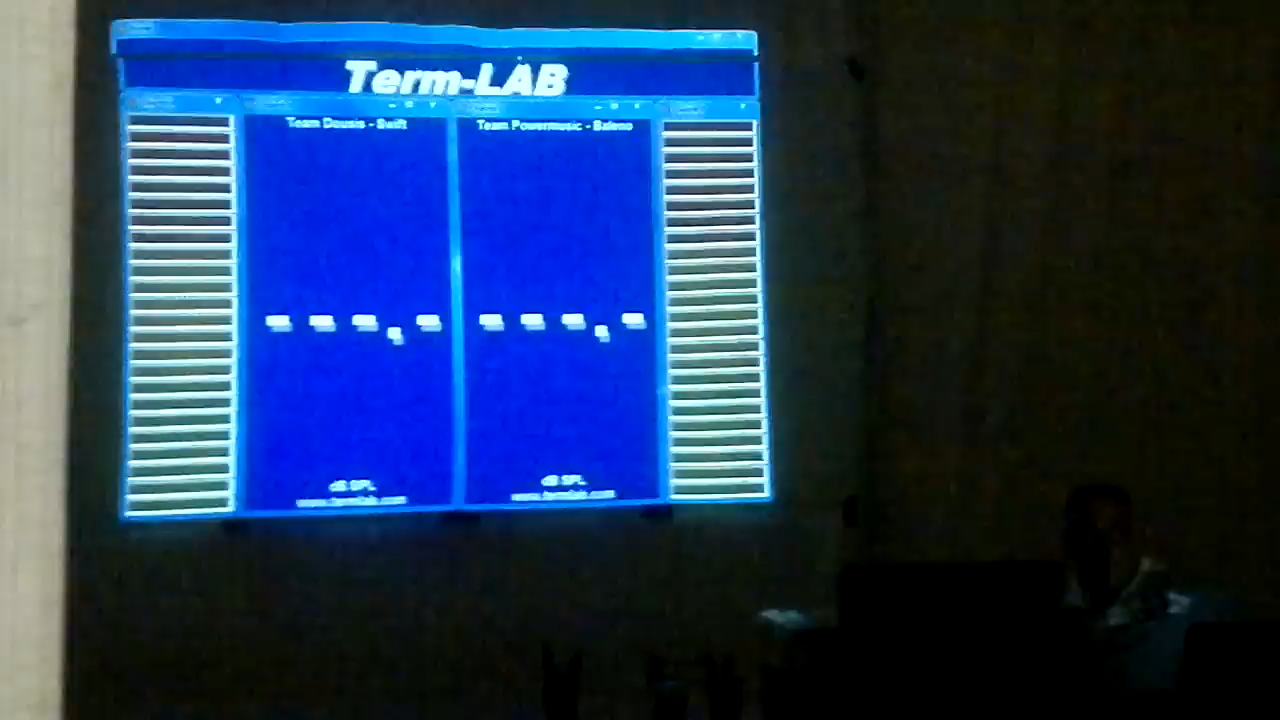 Term-LAB
Team Dousis - Swift
Team Powermusic - Baleno
---.-
---.-
dB SPL
dB SPL
www.termlab.com
www.termlab.com